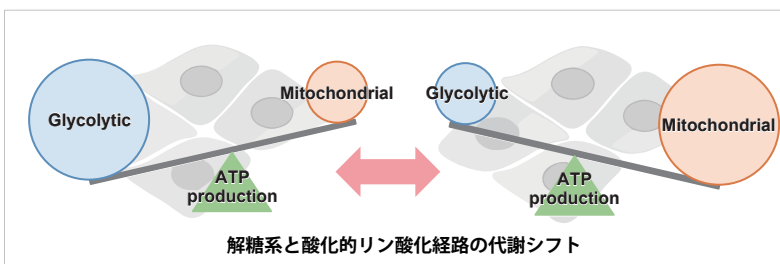 Glycolytic
Mitochondrial
ATP
production
Glycolytic
Mitochondrial
ATP
production
解糖系と酸化的リン酸化経路の代謝シフト